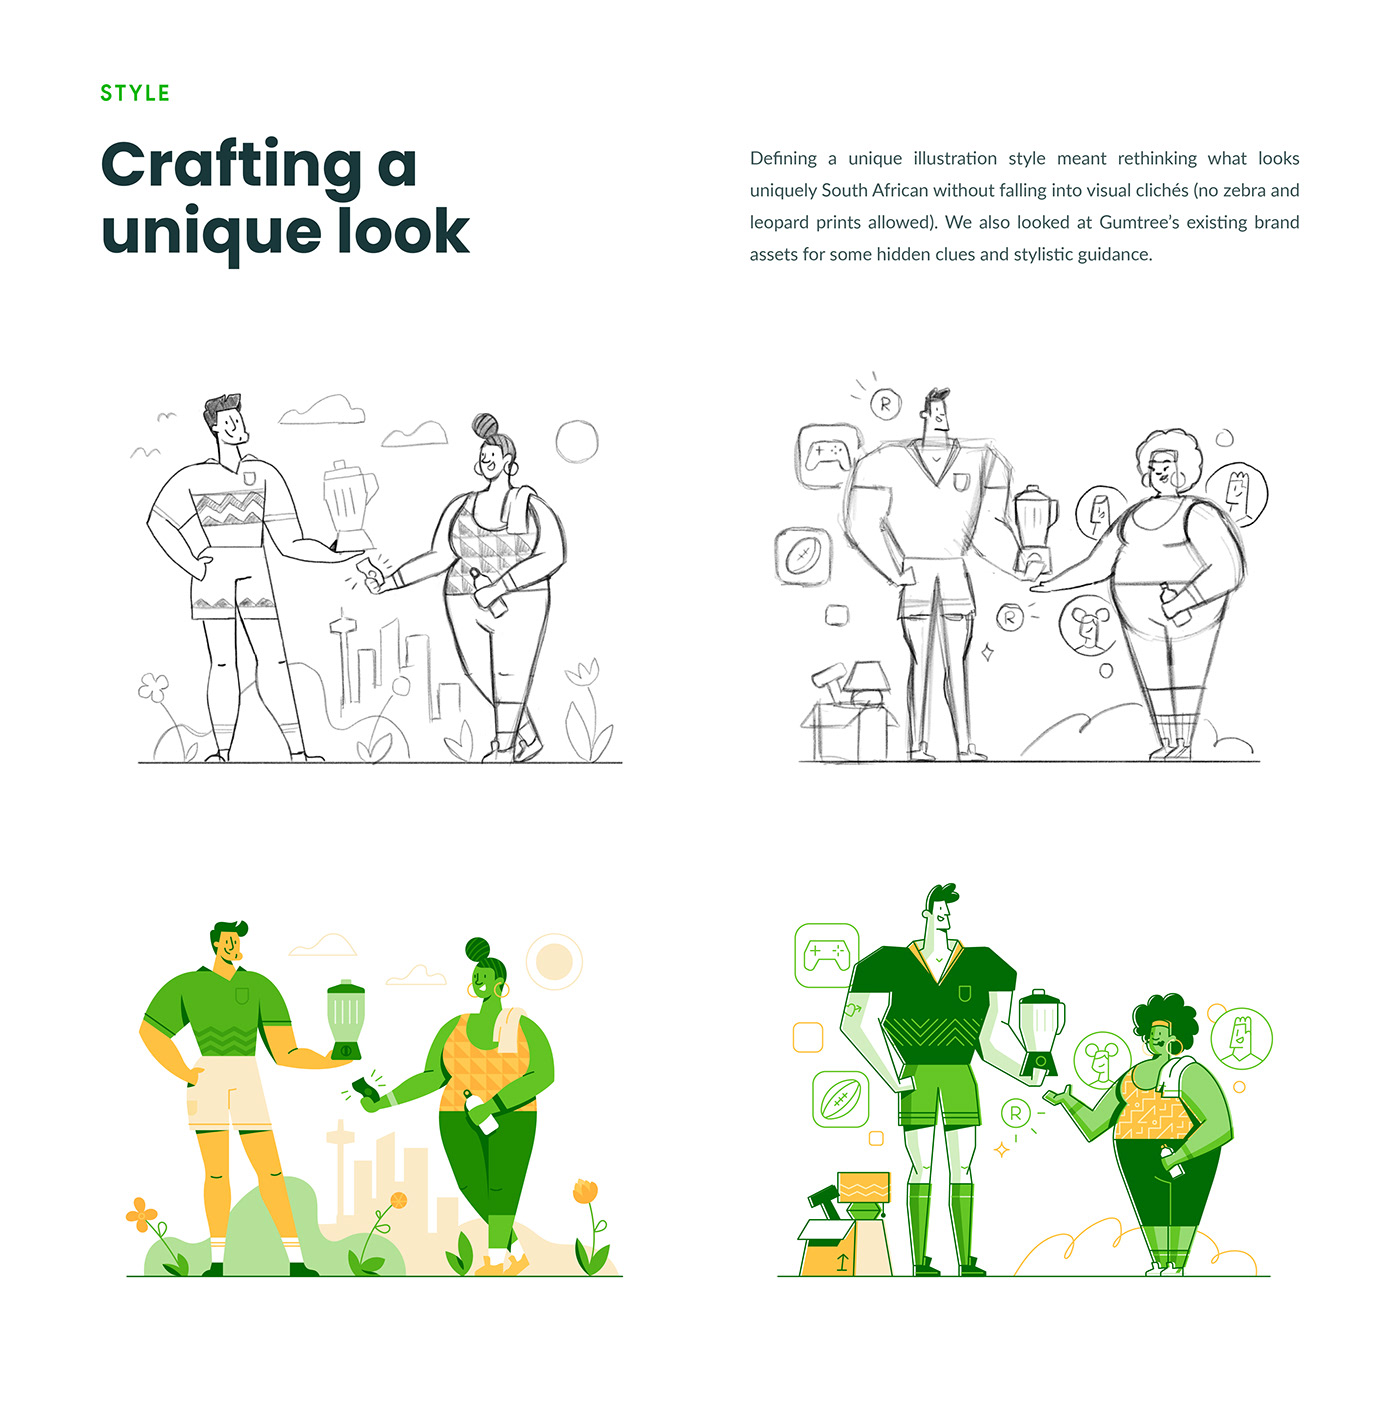 STYLE
Crafting a
unique look
Defining a unique illustration style meant rethinking what looks
uniquely South African without falling into visual clichés (no zebra and
leopard prints allowed). We also looked at Gumtree’s existing brand
assets for some hidden clues and stylistic guidance.
R
R
R